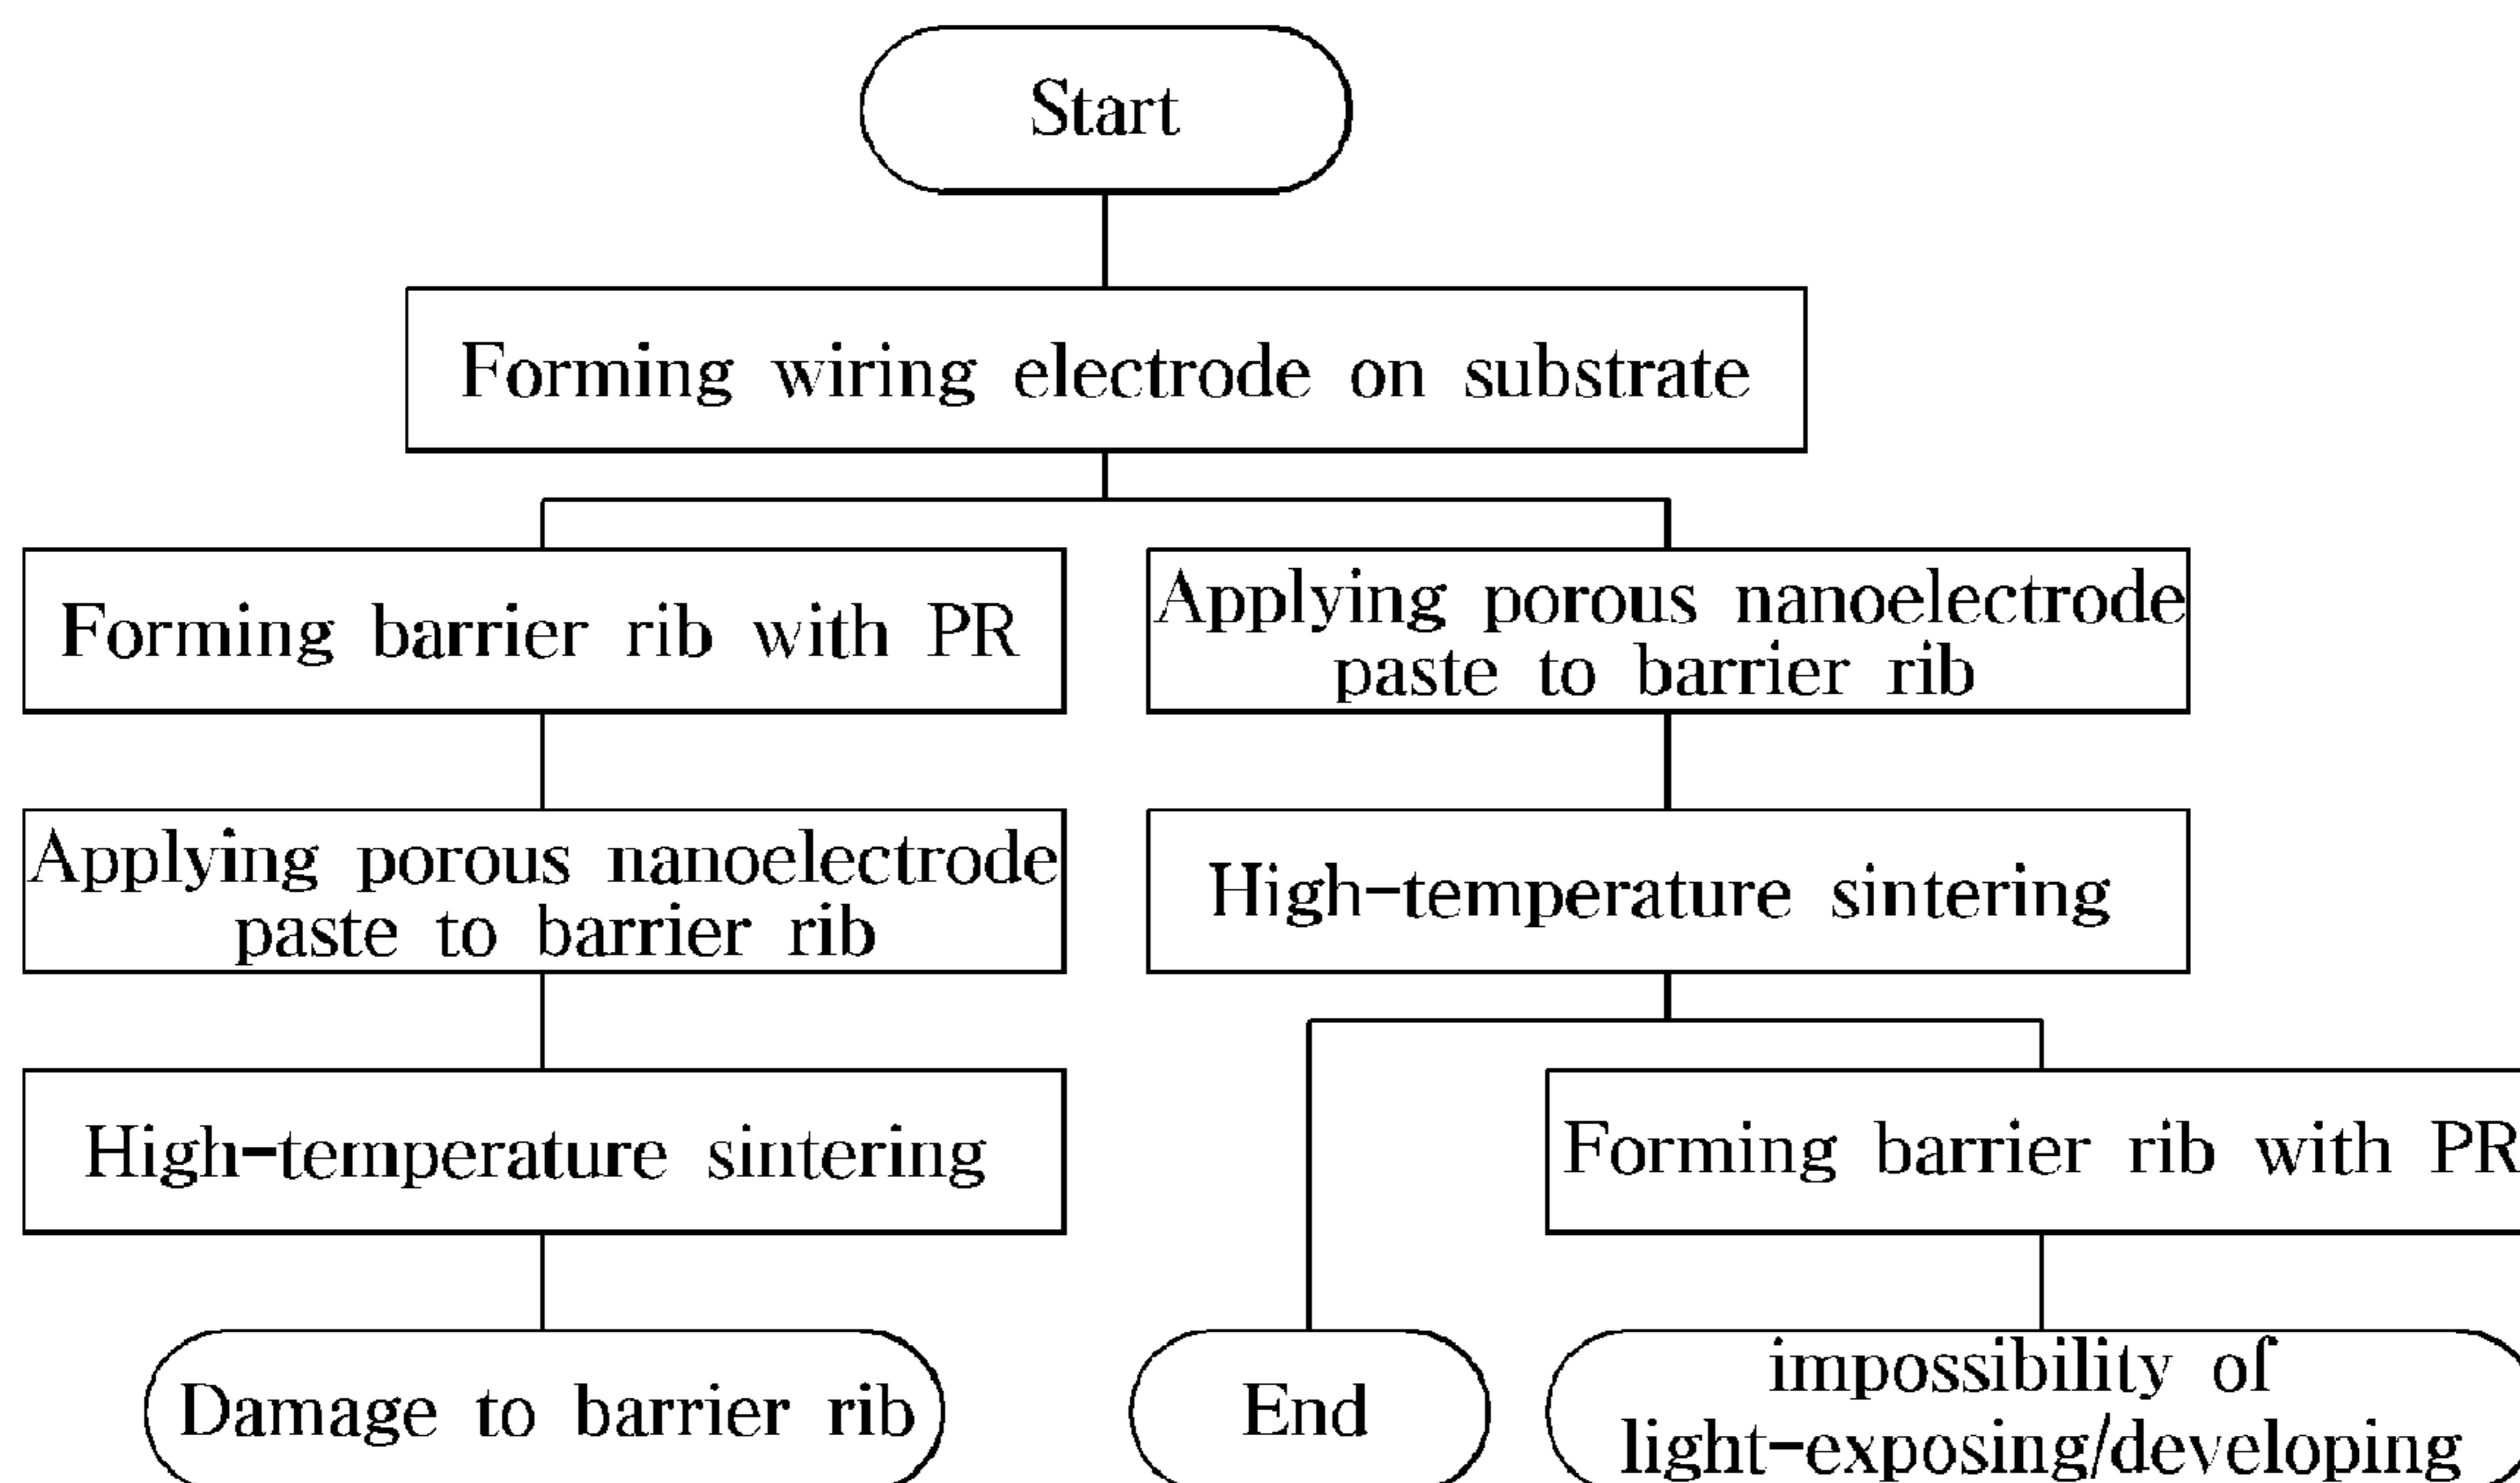 Start
Forming wiring electrode on substrate
Forming barrier rib with PR
Applying porous nanoelectrode
paste to barrier rib
Applying porous nanoelectrode
paste to barrier rib
High-temperature sintering
High-temperature sintering
Forming barrier rib with PR
Damage to barrier rib
End
impossibility of
light-exposing/developing